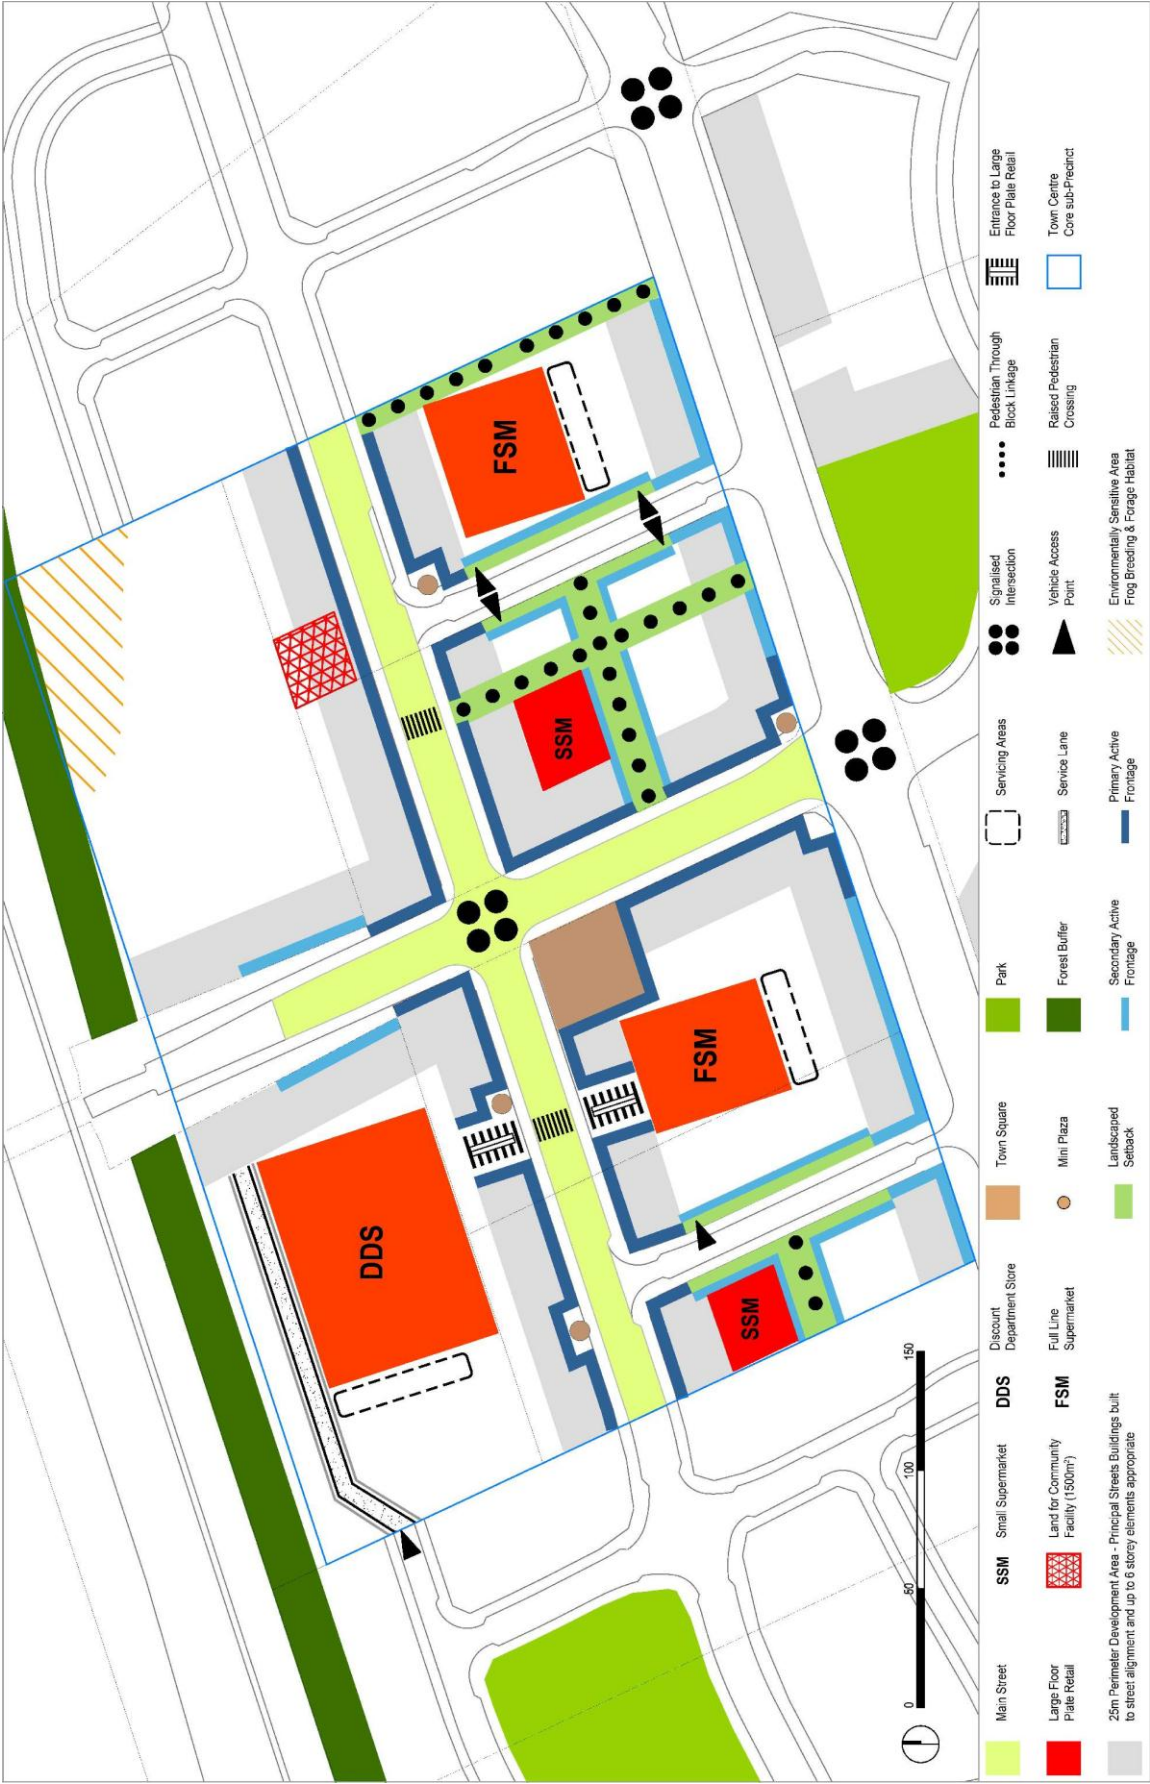 DDS
FSM
FSM
SSM
SSM
0
50
100
150
Main Street
Large Floor
Plate Retail
25m Perimeter Development Area - Principal Streets Buildings built
to street alignment and up to 6 storey elements appropriate
SSM
Small Supermarket
Land for Community
Facility (1500m²)
DDS
Discount
Department Store
FSM
Full Line
Supermarket
Town Square
Mini Plaza
Landscaped
Setback
Park
Forest Buffer
Secondary Active
Frontage
Servicing Areas
Service Lane
Primary Active
Frontage
Signalised
Intersection
Vehicle Access
Point
Environmentally Sensitive Area
Frog Breeding & Forage Habitat
Pedestrian Through
Block Linkage
Raised Pedestrian
Crossing
Entrance to Large
Floor Plate Retail
Town Centre
Core sub-Precinct